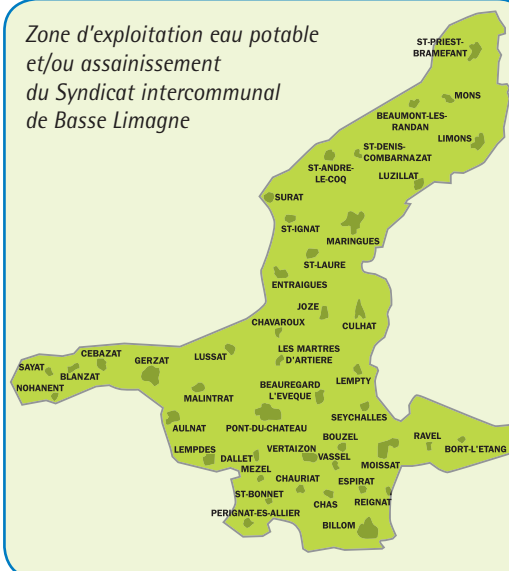 Zone d'exploitation eau potable
et/ou assainissement
du Syndicat intercommunal
de Basse Limagne
ST-PRIEST-
BRAMEFANT
MONS
BEAUMONT-LES-
RANDAN
LIMONS
ST-DENIS-
COMBARNAZAT
ST-ANDRE-
LE-COQ
LUZILLAT
SURAT
ST-IGNAT
MARINGUES
ST-LAURE
ENTRAIGUES
JOZE
CHAVAROUX
CULHAT
CEBAZAT
GERZAT
LUSSAT
LES MARTRES
D'ARTIERE
SAYAT
BLANZAT
NOHANENT
LEMPTY
BEAUREGARD
L'EVEQUE
MALINTRAT
SEYCHALLES
AULNAT
PONT-DU-CHATEAU
BOUZEL
RAVEL
BORT-L'ETANG
LEMPDES
DALLET
VERTAIZON
VASSEL
MOISSAT
MEZEL
CHAURIAT
ESPIRAT
ST-BONNET
CHAS
REIGNAT
PERIGNAT-ES-ALLIER
BILLOM